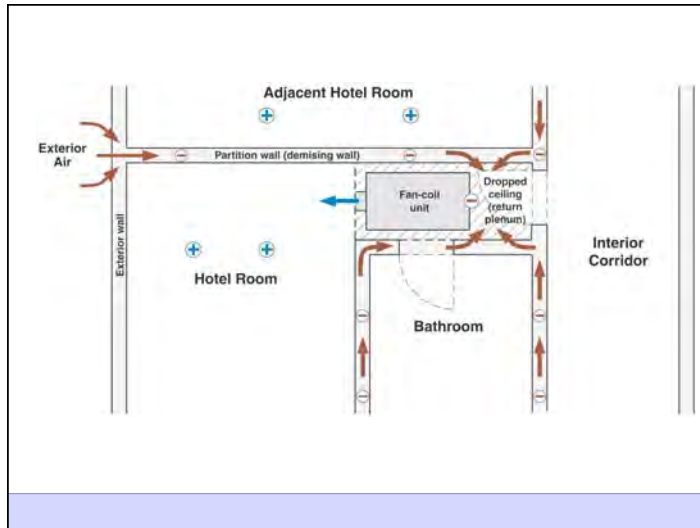 Adjacent Hotel Room
Exterior
Air
Partition wall (demising wall)
Exterior wall
Fan-coil
unit
Dropped
ceiling
(return
plenum)
Interior
Corridor
Hotel Room
Bathroom